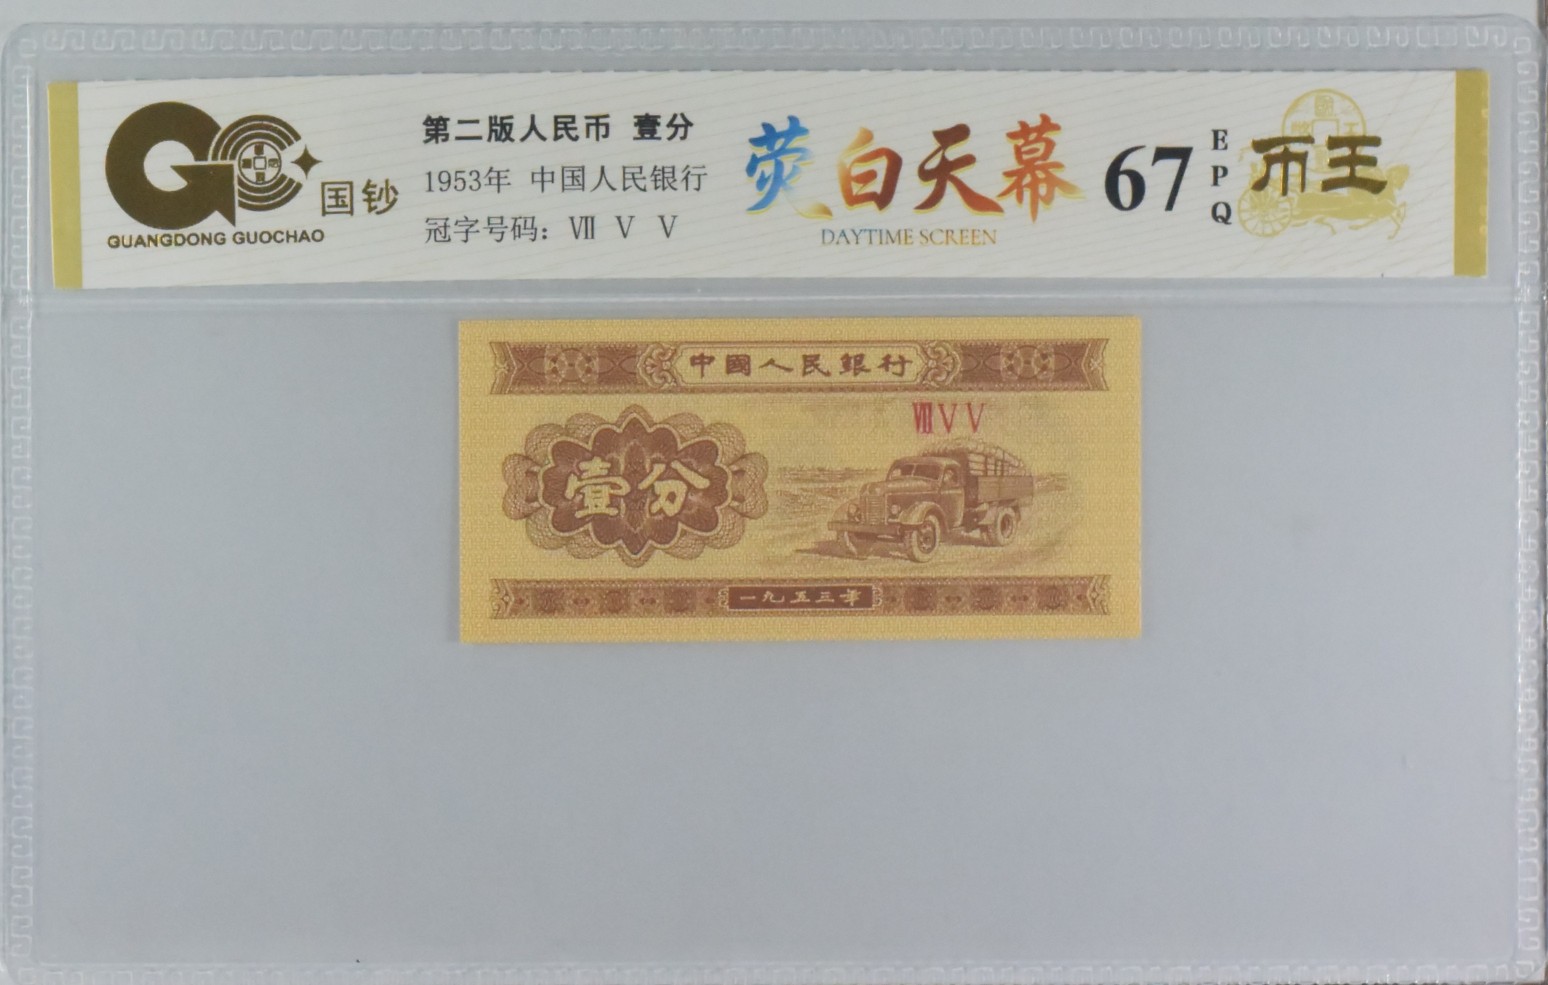 GUANGDONG GUOCHAO
国钞
第二版人民币 壹分
1953年 中国人民银行
冠字号码：Ⅶ Ⅴ Ⅴ
荧白天幕
DAYTIME SCREEN
67
EPQ
币王
中國人民銀行
ⅦⅤⅤ
壹分
一九五三年